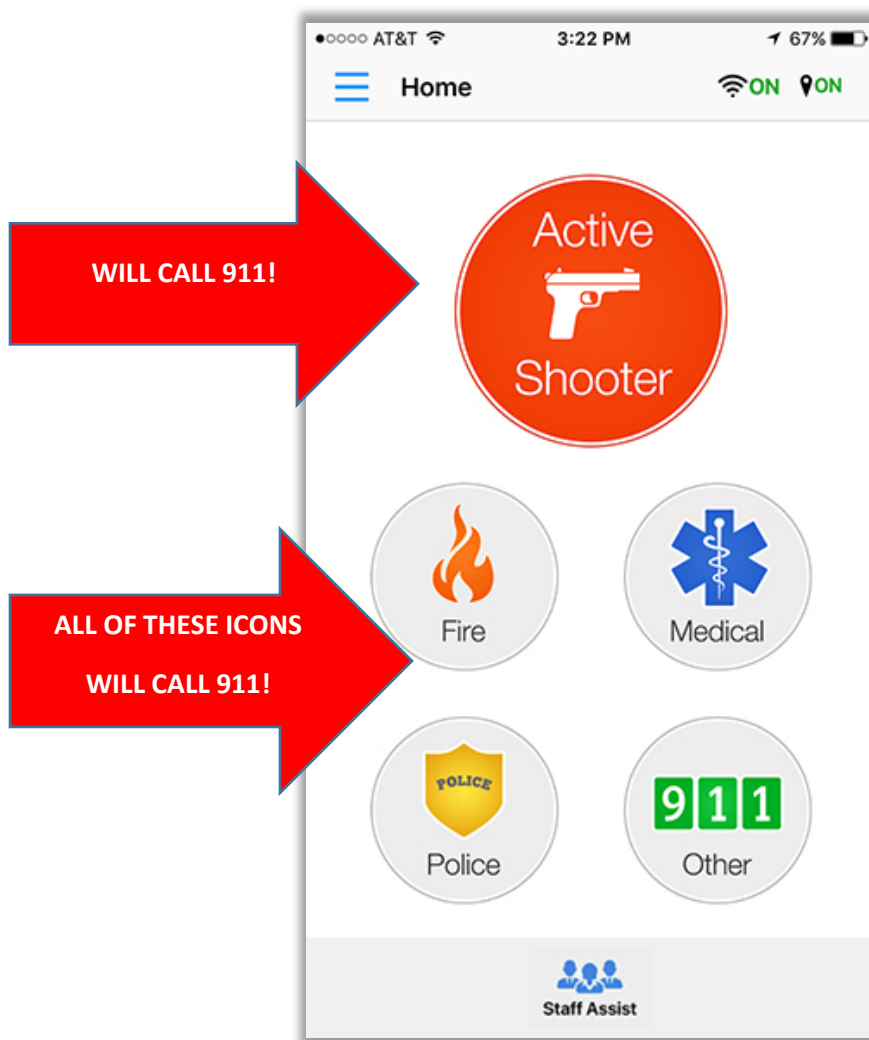 AT&T 3:22 PM 67%
Home ON ON
Active
WILL CALL 911!
Shooter
ALL OF THESE ICONS
Fire Medical
WILL CALL 911!
POLICE 911
Police Other
Staff Assist